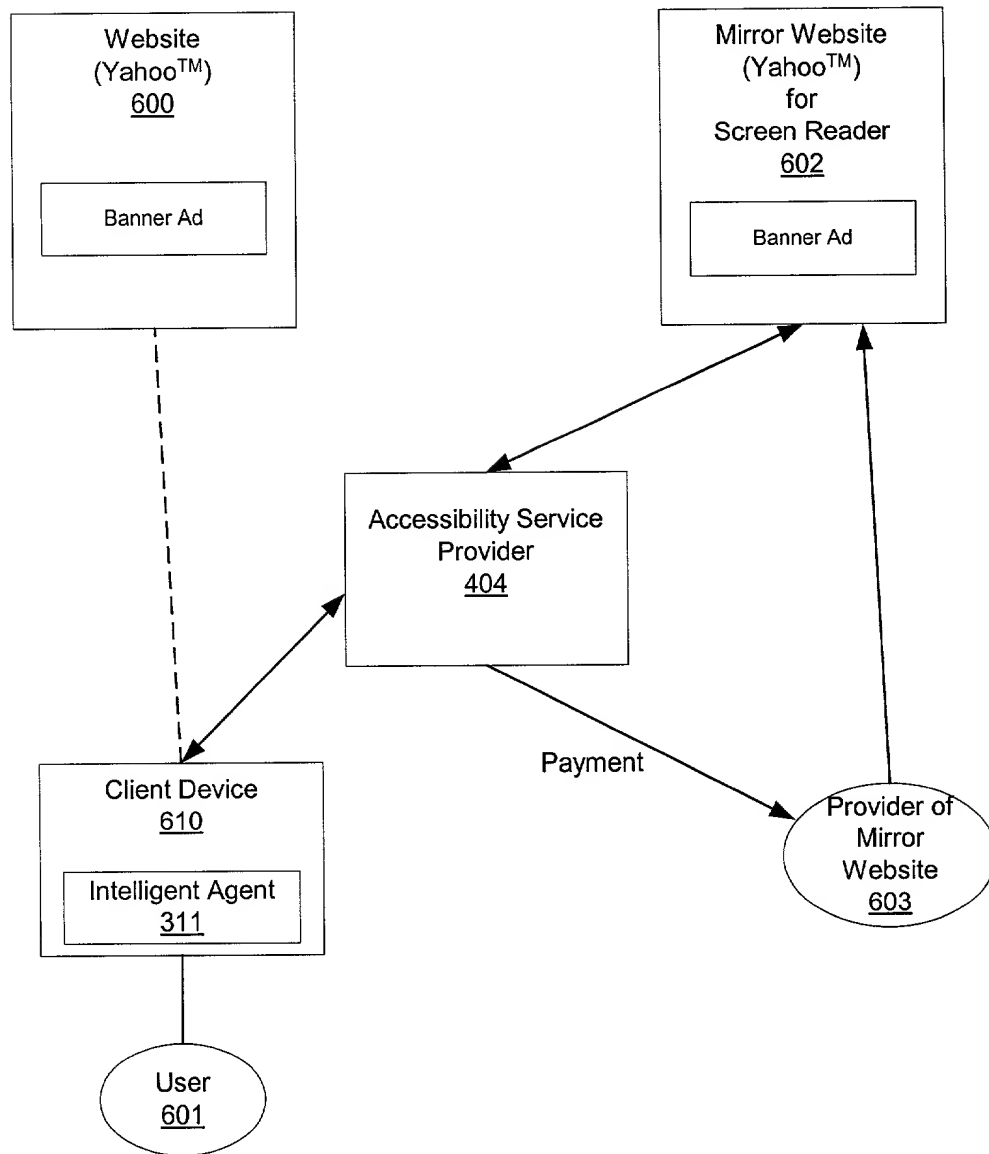 Website
(Yahoo™)
600
Banner Ad
Mirror Website
(Yahoo™)
for
Screen Reader
602
Banner Ad
Accessibility Service
Provider
404
Payment
Client Device
610
Intelligent Agent
311
Provider of
Mirror
Website
603
User
601